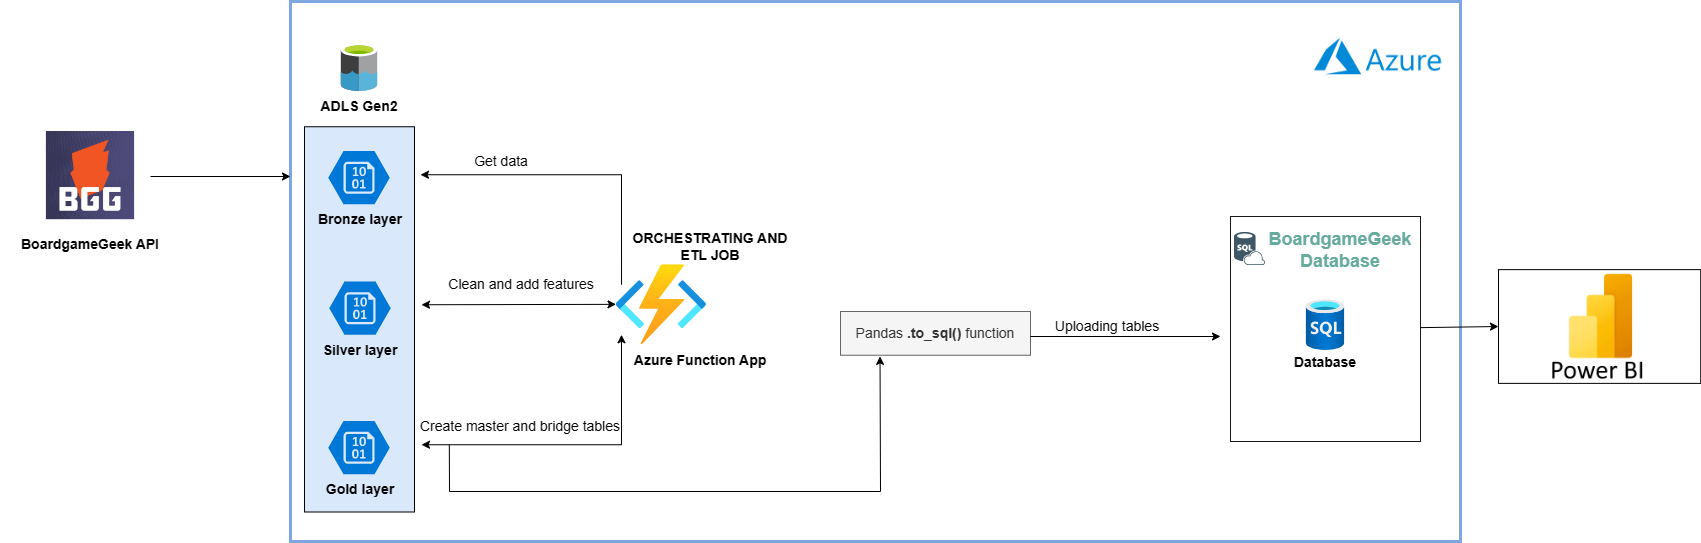 Azure
ADLS Gen2
10
01
Bronze layer
Get data
BGG
BoardgameGeek API
ORCHESTRATING AND
ETL JOB
Clean and add features
10
01
Silver layer
Azure Function App
Pandas .to_sql() function
Uploading tables
SQL
BoardgameGeek
Database
SQL
Database
Power BI
Create master and bridge tables
10
01
Gold layer